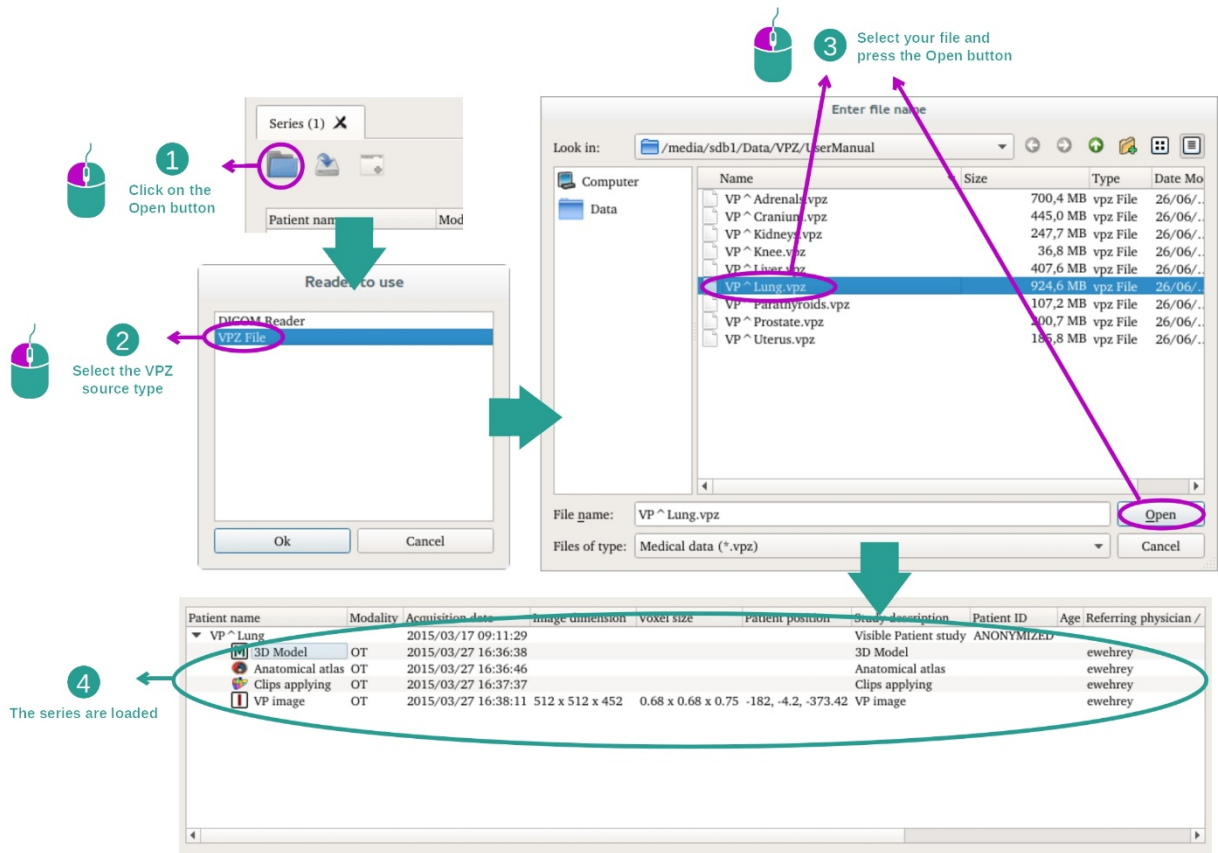 3
Select your file and
press the Open button
Series (1)
1
Click on the
Open button
Patient name Mod
Enter file name
Look in: /media/sdb1/Data/VPZ/UserManual
Computer
Data
Name Size Type Date Mo
VP^Adrenals.vpz 700,4 MB vpz File 26/06/..
VP^Cranium.vpz 445,0 MB vpz File 26/06/..
VP^Kidneys.vpz 247,7 MB vpz File 26/06/..
VP^Knee.vpz 36,8 MB vpz File 26/06/..
VP^Liver.vpz 407,6 MB vpz File 26/06/..
VP^Lung.vpz 924,6 MB vpz File 26/06/..
VP^Parathyroids.vpz 107,2 MB vpz File 26/06/..
VP^Prostate.vpz 200,7 MB vpz File 26/06/..
VP^Uterus.vpz 185,8 MB vpz File 26/06/..
File name: VP^Lung.vpz Open
Files of type: Medical data (*.vpz) Cancel
Reader to use
DICOM Reader
VPZ File
2
Select the VPZ
source type
Ok Cancel
Patient name Modality Acquisition date Image dimension Voxel size Patient position Study description Patient ID Age Referring physician /
VP^Lung 2015/03/17 09:11:29 Visible Patient study ANONYMIZED
M 3D Model OT 2015/03/27 16:36:38 3D Model ewehrey
Anatomical atlas OT 2015/03/27 16:36:46 Anatomical atlas ewehrey
Clips applying OT 2015/03/27 16:37:37 Clips applying ewehrey
I VP image OT 2015/03/27 16:38:11 512 x 512 x 452 0.68 x 0.68 x 0.75 -182, -4.2, -373.42 VP image ewehrey
4
The series are loaded